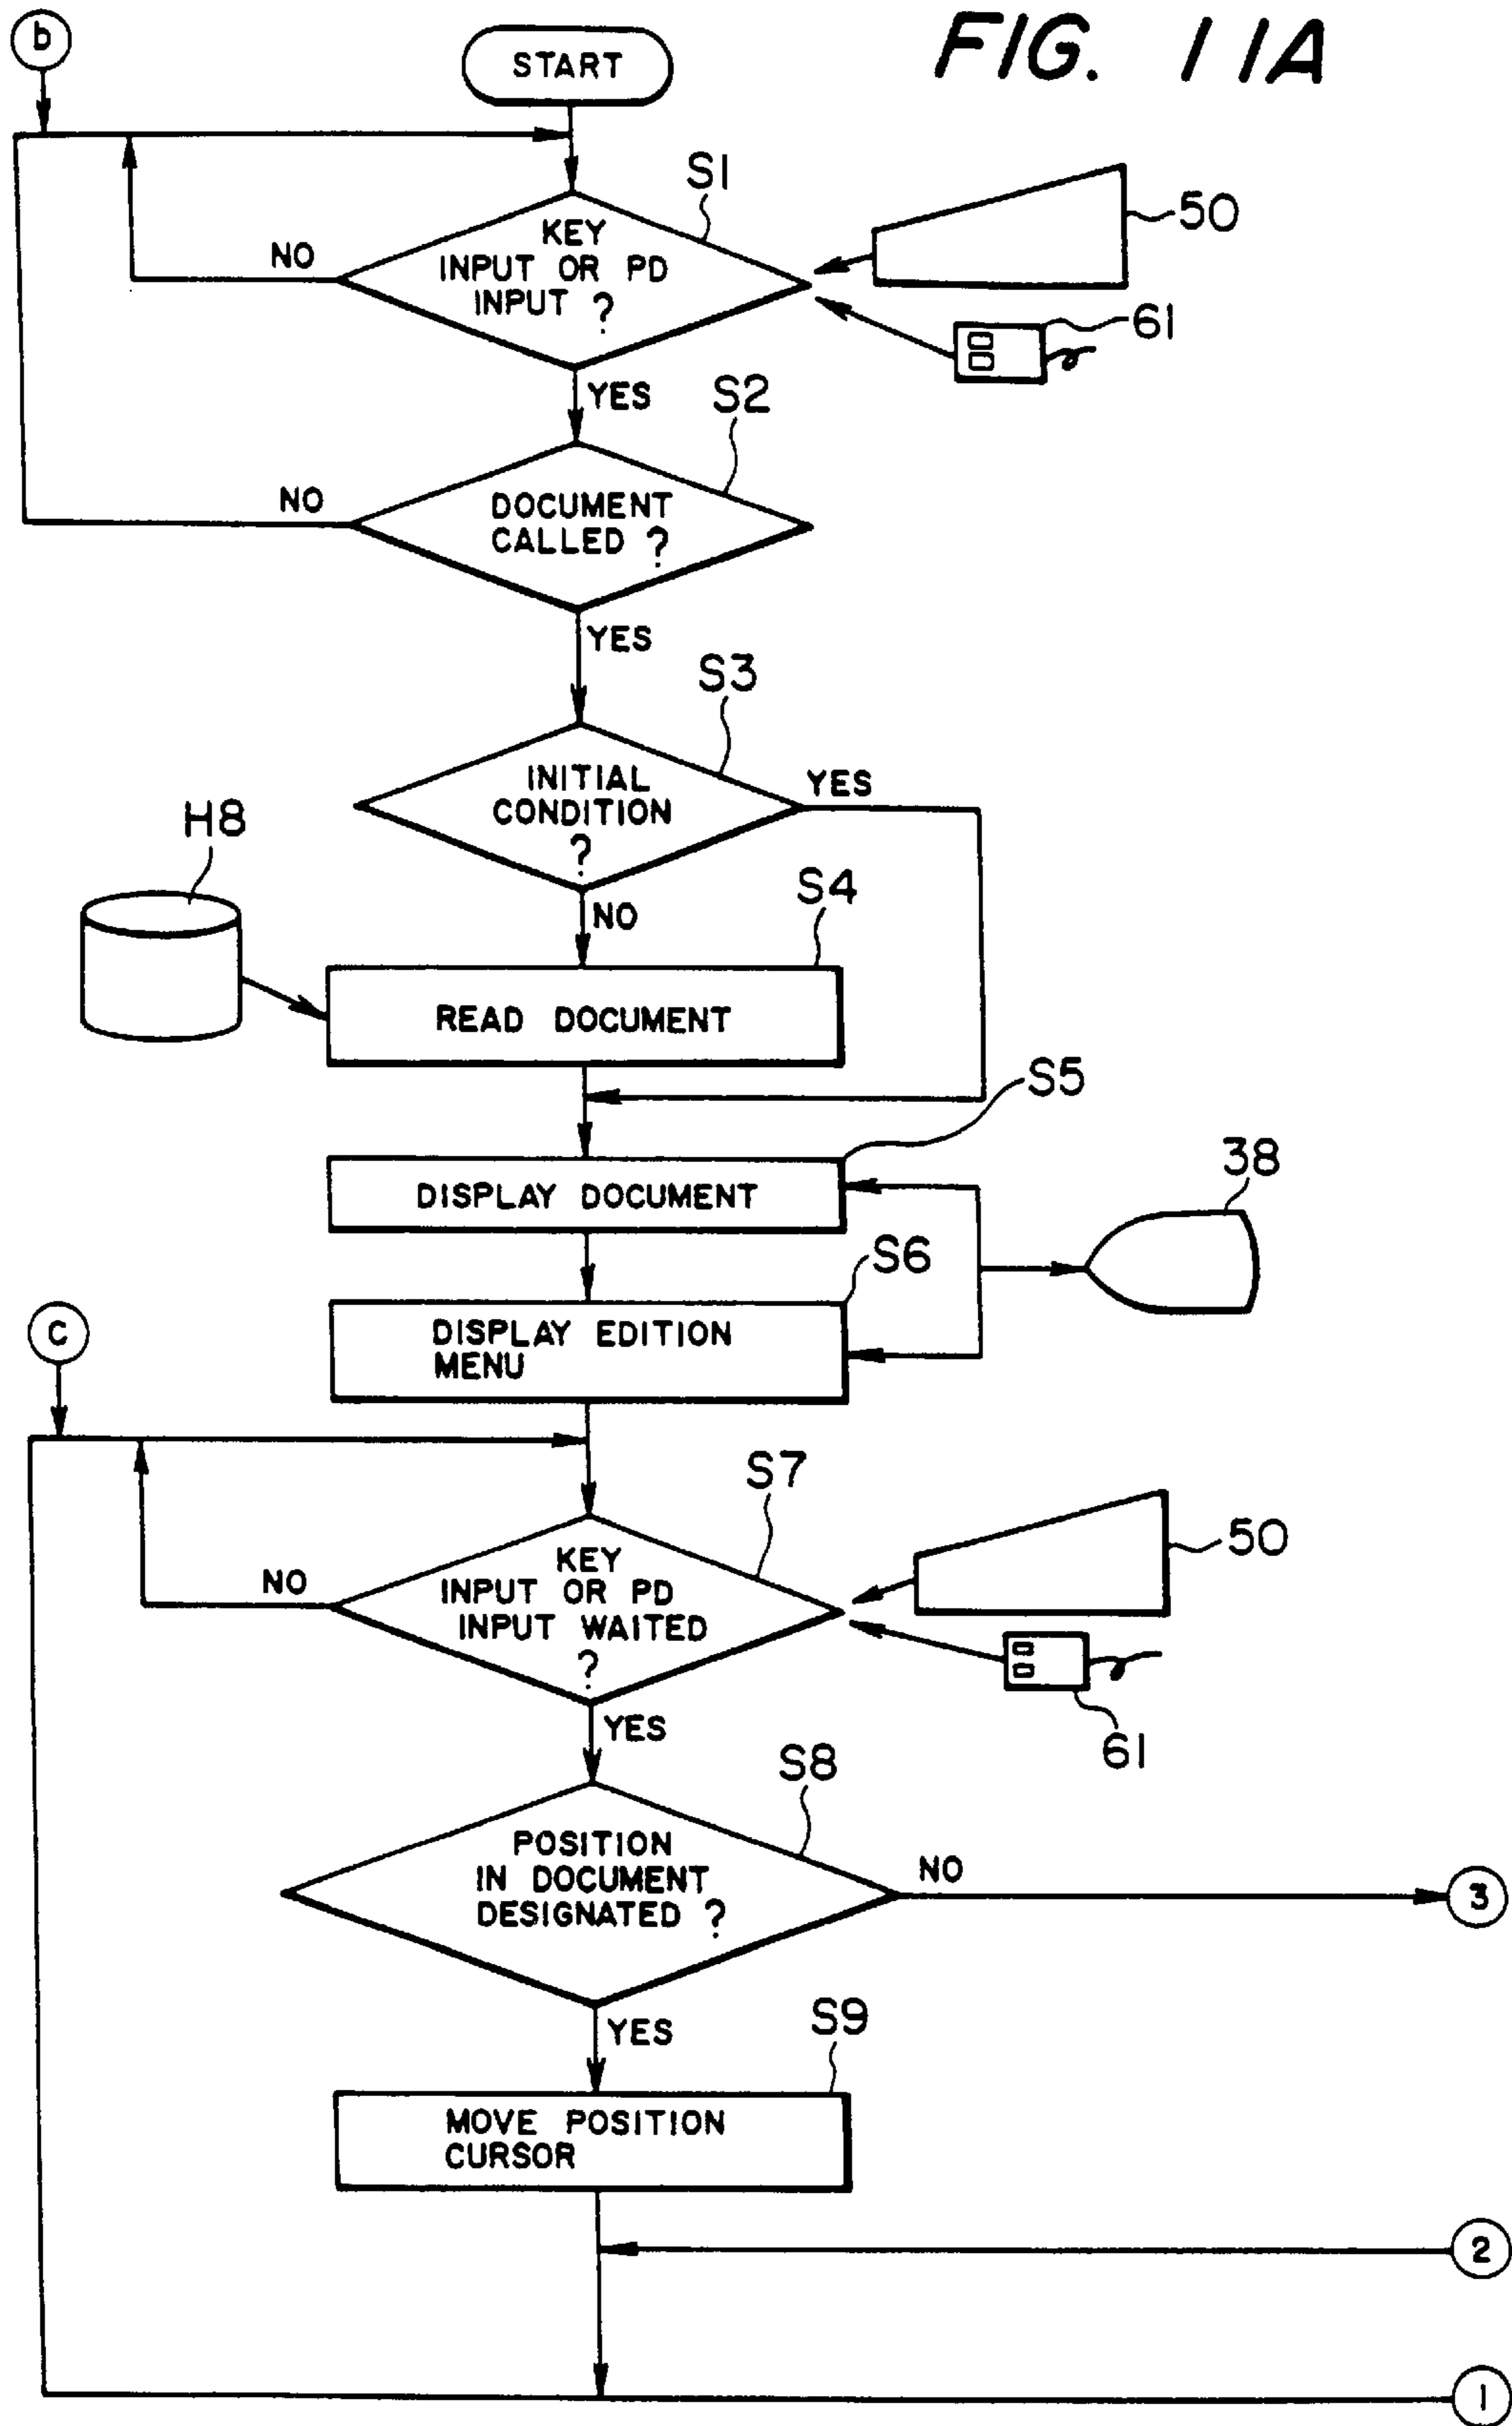 FIG. 11A
b
START
S1
KEY
INPUT OR PD
INPUT ?
NO
50
61
YES
S2
DOCUMENT
CALLED ?
NO
YES
S3
INITIAL
CONDITION
?
YES
H8
NO
S4
READ DOCUMENT
S5
DISPLAY DOCUMENT
38
S6
DISPLAY EDITION
MENU
c
S7
KEY
INPUT OR PD
INPUT WAITED
?
NO
50
61
YES
S8
POSITION
IN DOCUMENT
DESIGNATED ?
NO
3
YES
S9
MOVE POSITION
CURSOR
2
1